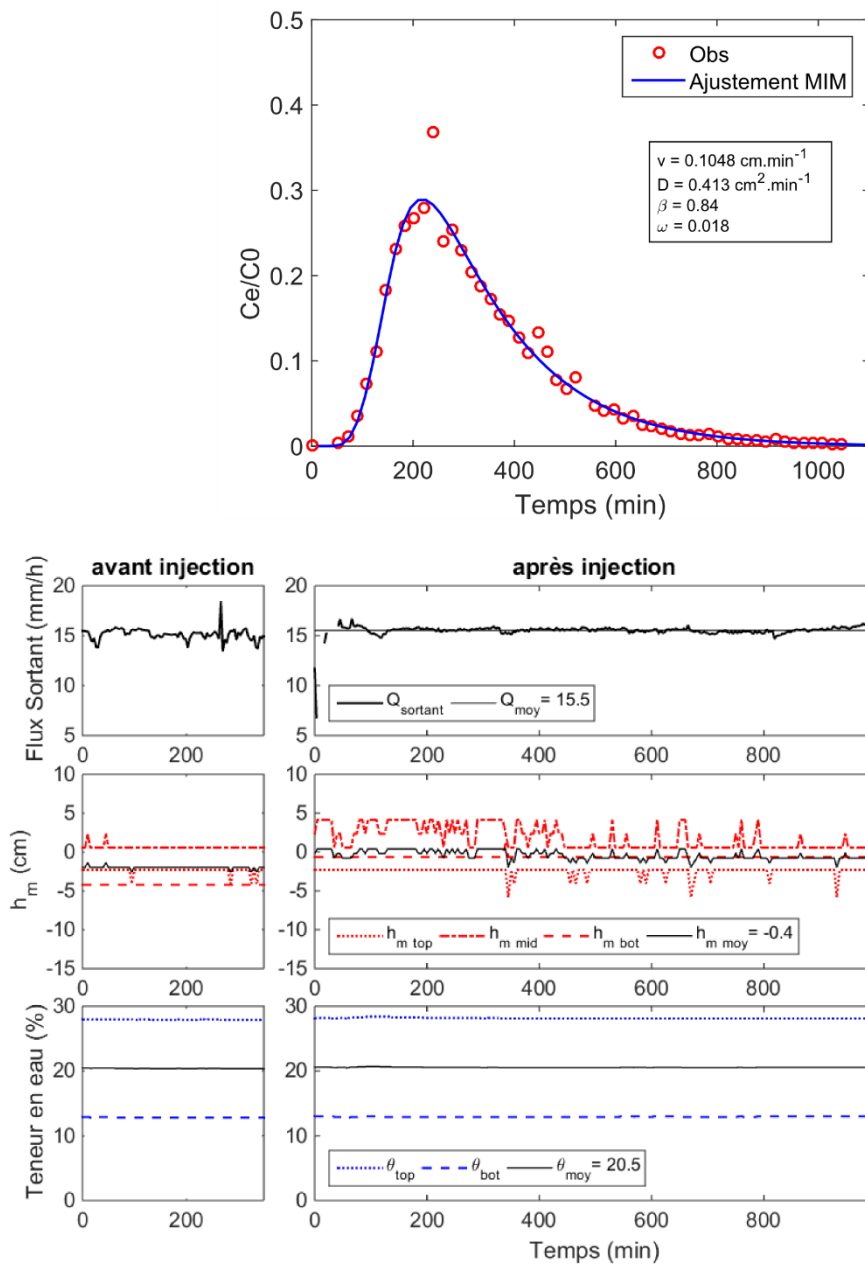 0.5
0.4
0.3
0.2
0.1
0
Ce/C0
Obs
Ajustement MIM
v = 0.1048 cm.min-1
D = 0.413 cm2.min-1
β = 0.84
ω = 0.018
0 200 400 600 800 1000
Temps (min)
avant injection après injection
Flux Sortant (mm/h)
20
15
10
5
0 200
20
15
10
5
Qsortant Qmoy= 15.5
0 200 400 600 800
hm (cm)
10
5
0
-5
-10
-15
0 200
10
5
0
-5
-10
-15
hm top hm mid hm bot hm moy= -0.4
0 200 400 600 800
Teneur en eau (%)
30
20
10
0
0 200
30
20
10
0
θtop θbot θmoy= 20.5
0 200 400 600 800
Temps (min)